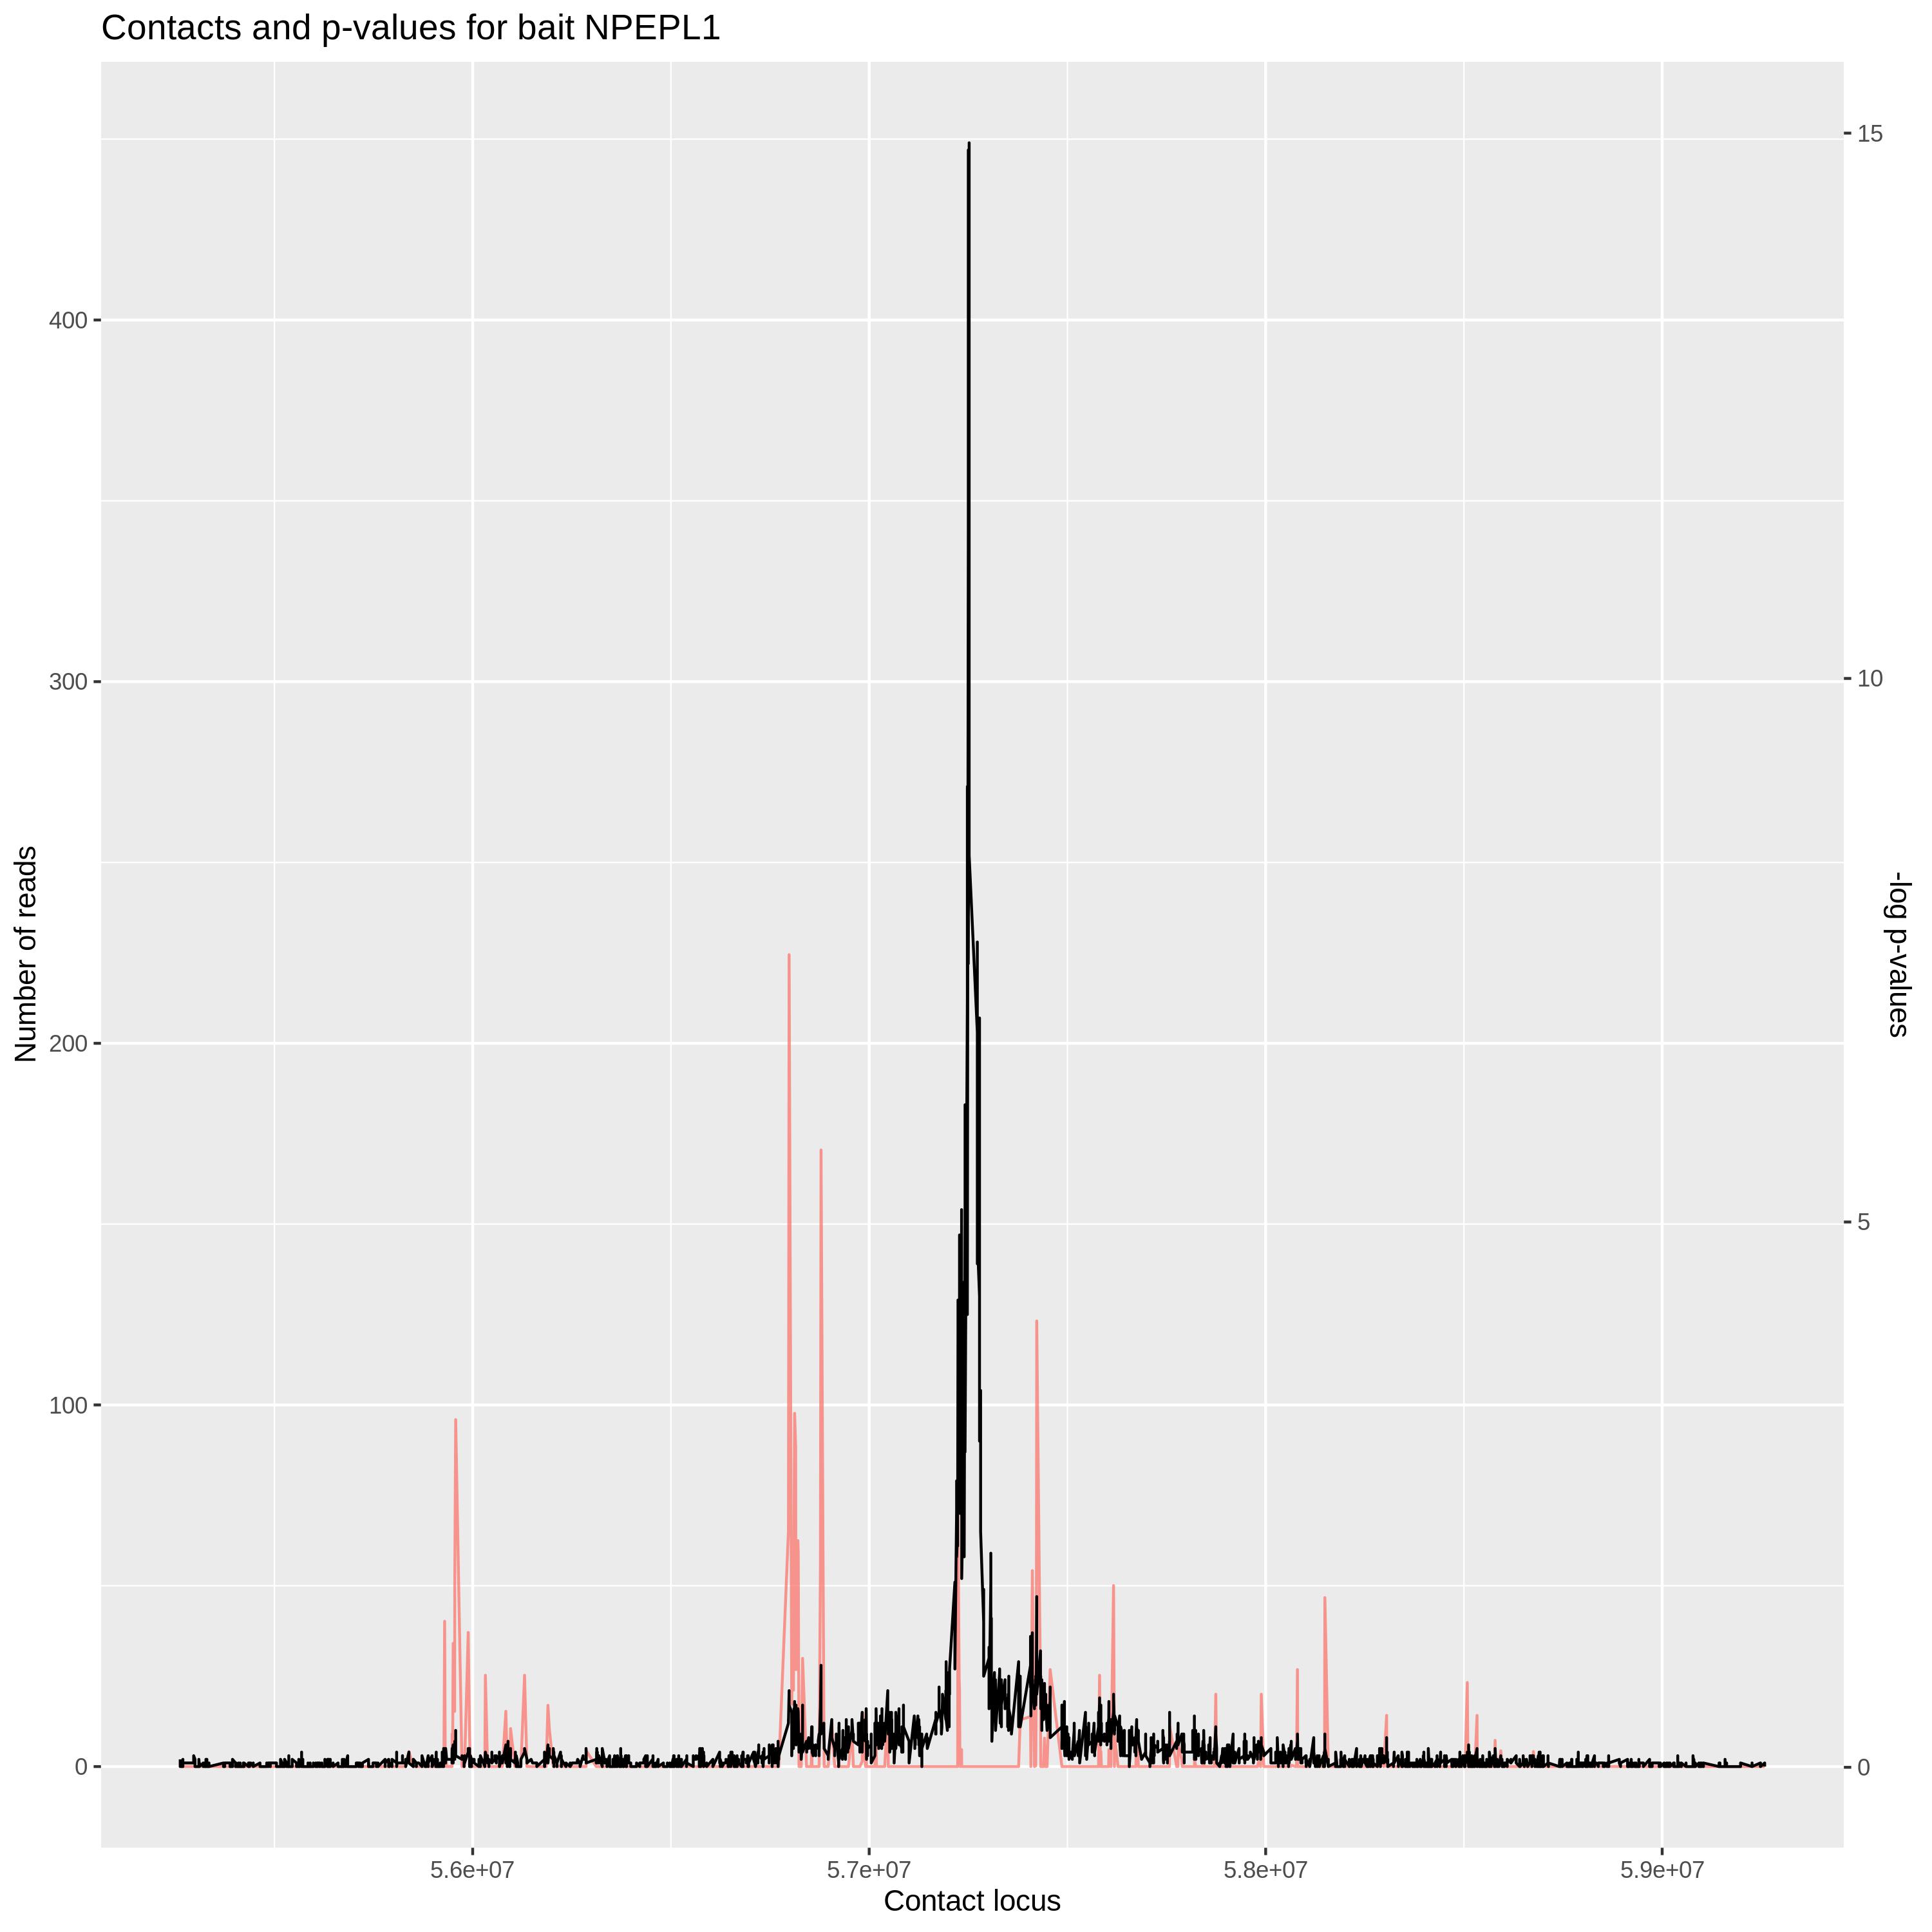 Contacts and p-values for bait NPEPL1
Number of reads
400
300
200
100
0
15
10
5
0
-log p-values
5.6e+07
5.7e+07
5.8e+07
5.9e+07
Contact locus